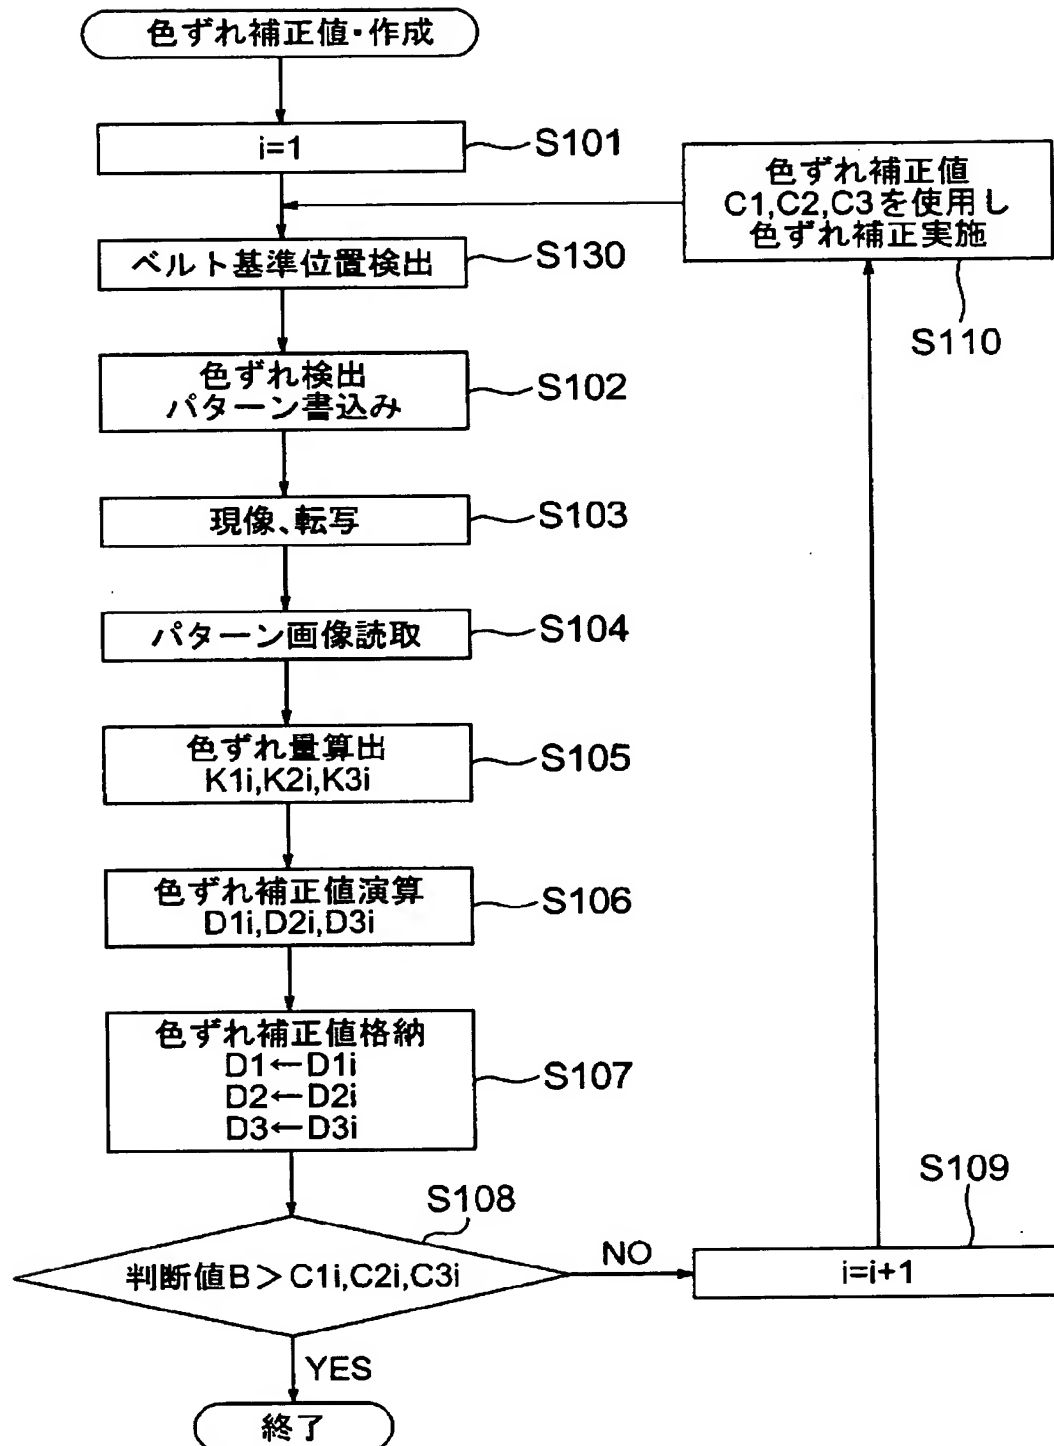 色ずれ補正値・作成
i=1
S101
ベルト基準位置検出
S130
色ずれ検出
パターン書込み
S102
現像、転写
S103
パターン画像読取
S104
色ずれ量算出
K1i,K2i,K3i
S105
色ずれ補正値演算
D1i,D2i,D3i
S106
色ずれ補正値格納
D1←D1i
D2←D2i
D3←D3i
S107
S108
判断値B>C1i,C2i,C3i
NO
YES
終了
S109
i=i+1
色ずれ補正値
C1,C2,C3を使用し
色ずれ補正実施
S110